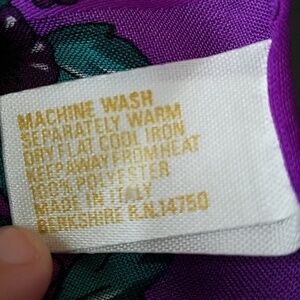 MACHINE WASH
SEPARATELY WARM
DRY FLAT COOL IRON
KEEP AWAY FROM HEAT
100% POLYESTER
MADE IN ITALY
BERKSHIRE R.N.14750